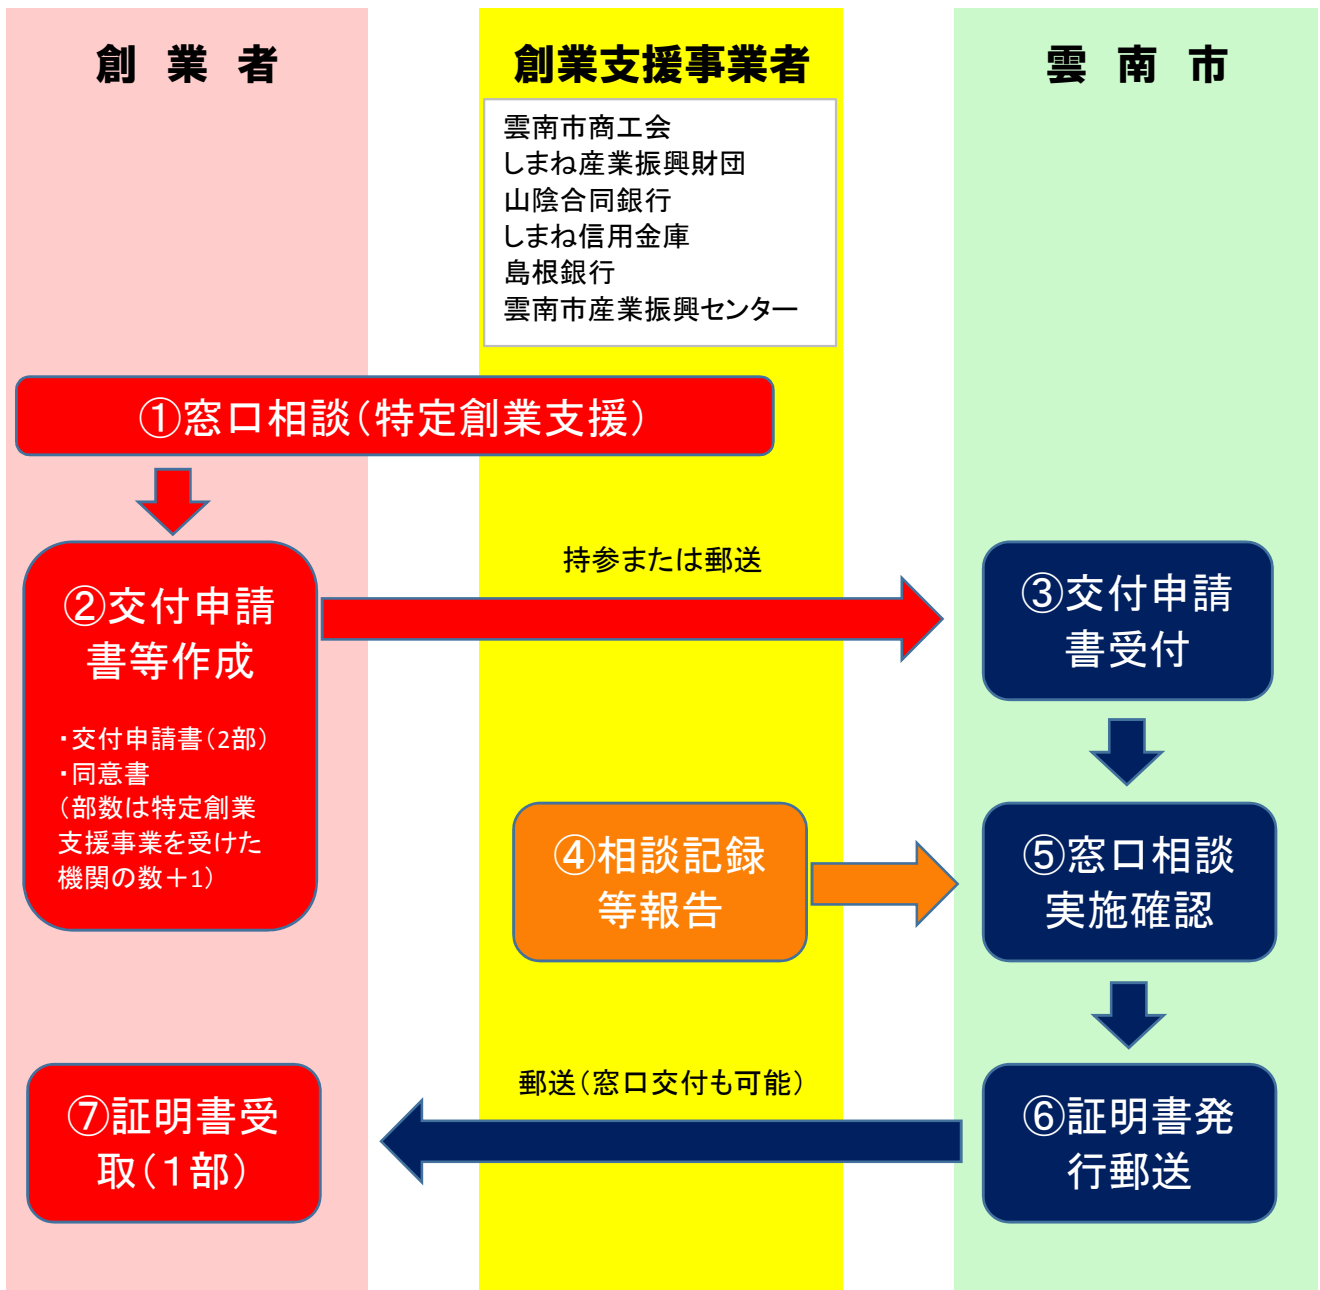 創 業 者
創業支援事業者
雲 南 市
雲南市商工会
しまね産業振興財団
山陰合同銀行
しまね信用金庫
島根銀行
雲南市産業振興センター
①窓口相談(特定創業支援)
②交付申請
書等作成
・交付申請書(2部)
・同意書
(部数は特定創業
支援事業を受けた
機関の数+1)
持参または郵送
③交付申請
書受付
④相談記録
等報告
⑤窓口相談
実施確認
郵送(窓口交付も可能)
⑥証明書発
行郵送
⑦証明書受
取(1部)